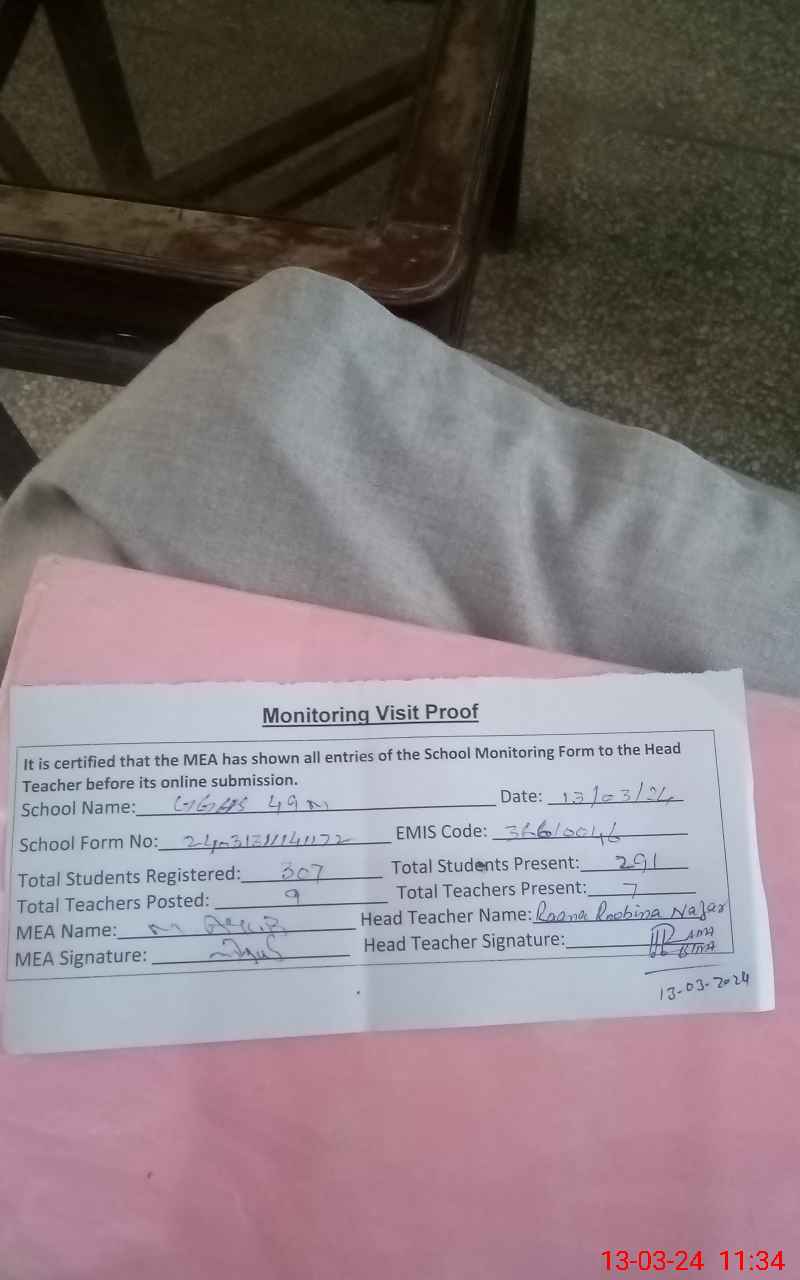 Monitoring Visit Proof
It is certified that the MEA has shown all entries of the School Monitoring Form to the Head
Teacher before its online submission.
School Name: 49 M Date: 13/03/24
School Form No: EMIS Code:
Total Students Registered: 307 Total Students Present: 291
Total Teachers Posted: 9 Total Teachers Present: 7
MEA Name: M Head Teacher Name: Raana Roobina Nazar
MEA Signature: Head Teacher Signature:
13-03-2024
13-03-24 11:34